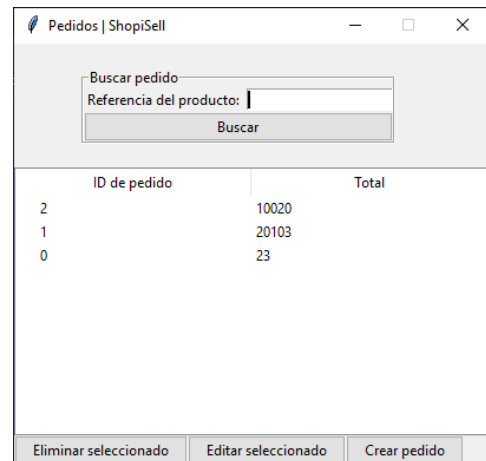 Pedidos | ShopiSell
Buscar pedido
Referencia del producto:
Buscar
ID de pedido Total
2 10020
1 20103
0 23
Eliminar seleccionado Editar seleccionado Crear pedido